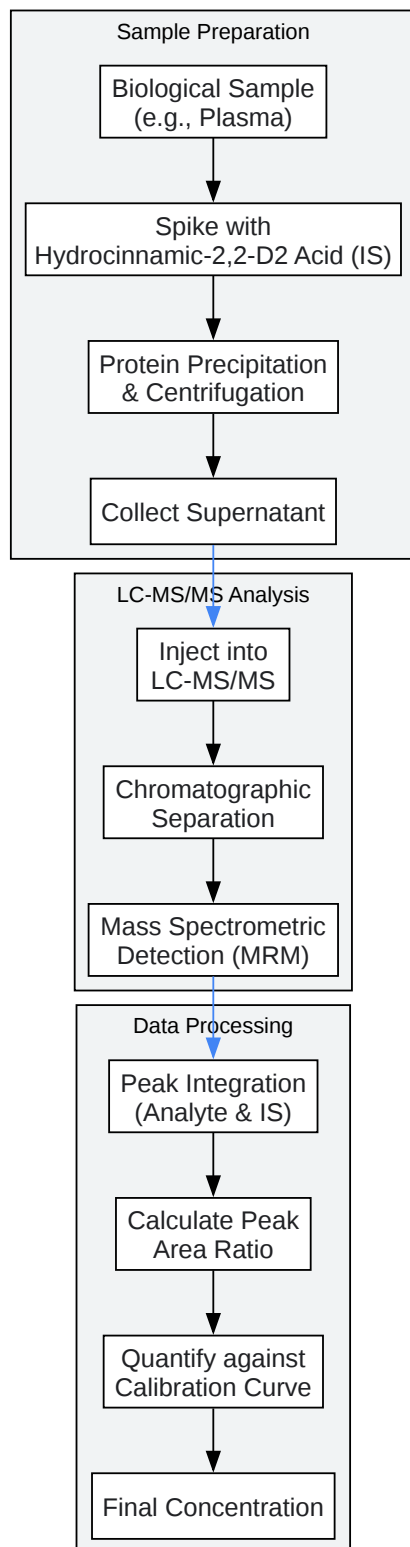 Sample Preparation
Biological Sample
(e.g., Plasma)
Spike with
Hydrocinnamic-2,2-D2 Acid (IS)
Protein Precipitation
& Centrifugation
Collect Supernatant
LC-MS/MS Analysis
Inject into
LC-MS/MS
Chromatographic
Separation
Mass Spectrometric
Detection (MRM)
Data Processing
Peak Integration
(Analyte & IS)
Calculate Peak
Area Ratio
Quantify against
Calibration Curve
Final Concentration